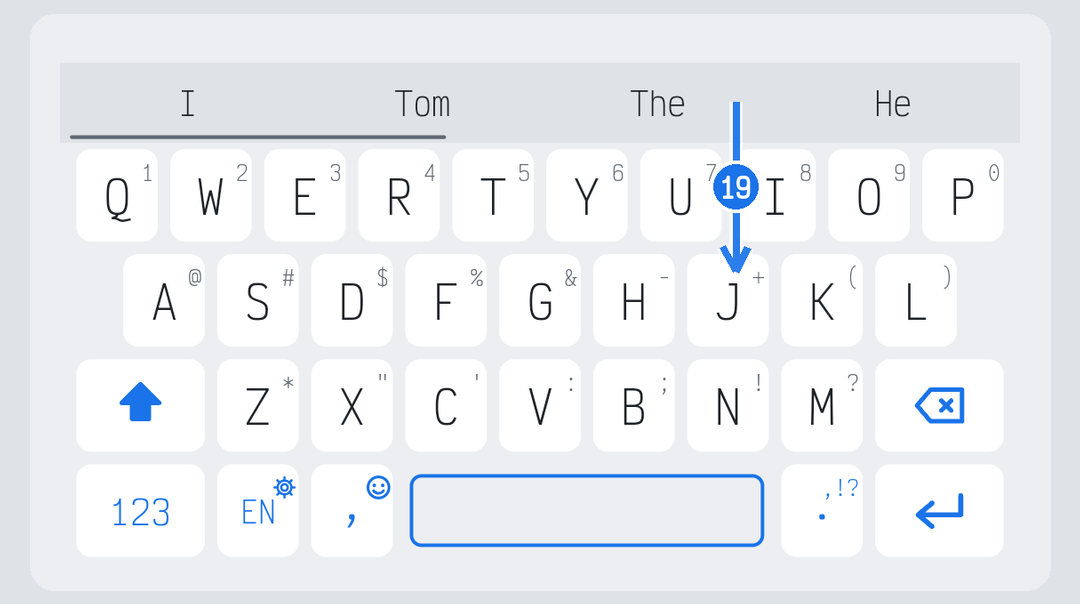 I Tom The He
Q 1 W 2 E 3 R 4 T 5 Y 6 U 7 19 I 8 O 9 P 0
A @ S # D $ F % G & H - J + K ( L )
Z * X " C ' V : B ; N ! M ?
123 EN , . ,!?